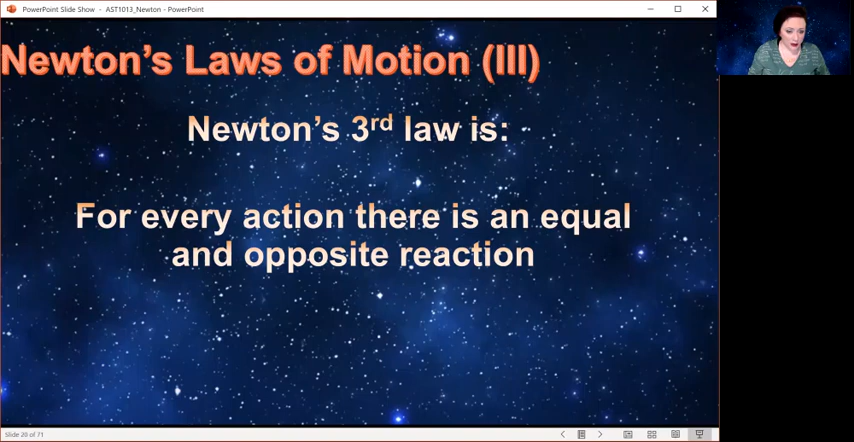 PowerPoint Slide Show - AST1013_Newton - PowerPoint
Newton's Laws of Motion (III)
Newton's 3rd law is:
For every action there is an equal
and opposite reaction
Slide 20 of 71